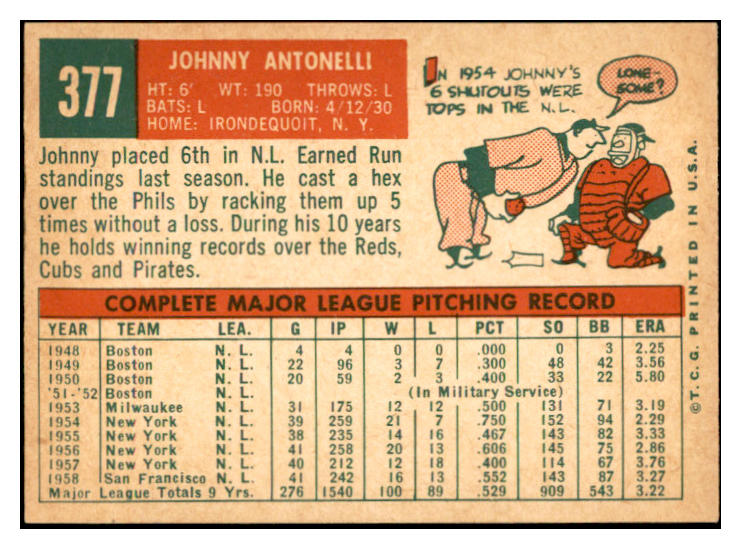 377
JOHNNY ANTONELLI
HT: 6' WT: 190 THROWS: L
BATS: L BORN: 4/12/30
HOME: IRONDEQUOIT, N. Y.
IN 1954 JOHNNY'S
6 SHUTOUTS WERE
TOPS IN THE N.L.
LONE-
SOME?
Johnny placed 6th in N.L. Earned Run
standings last season. He cast a hex
over the Phils by racking them up 5
times without a loss. During his 10 years
he holds winning records over the Reds,
Cubs and Pirates.
COMPLETE MAJOR LEAGUE PITCHING RECORD
YEAR TEAM LEA. G IP W L PCT SO BB ERA
1948 Boston N. L. 4 4 0 0 .000 0 3 2.25
1949 Boston N. L. 22 96 3 7 .300 48 42 3.56
1950 Boston N. L. 20 59 2 3 .400 33 22 5.80
'51-'52 Boston N. L. (In Military Service)
1953 Milwaukee N. L. 31 175 12 12 .500 131 71 3.19
1954 New York N. L. 39 259 21 7 .750 152 94 2.29
1955 New York N. L. 38 235 14 16 .467 143 82 3.33
1956 New York N. L. 41 258 20 13 .606 145 75 2.86
1957 New York N. L. 40 212 12 18 .400 114 67 3.76
1958 San Francisco N. L. 41 242 16 13 .552 143 87 3.27
Major League Totals 9 Yrs. 276 1540 100 89 .529 909 543 3.22
©T.C.G. PRINTED IN U.S.A.